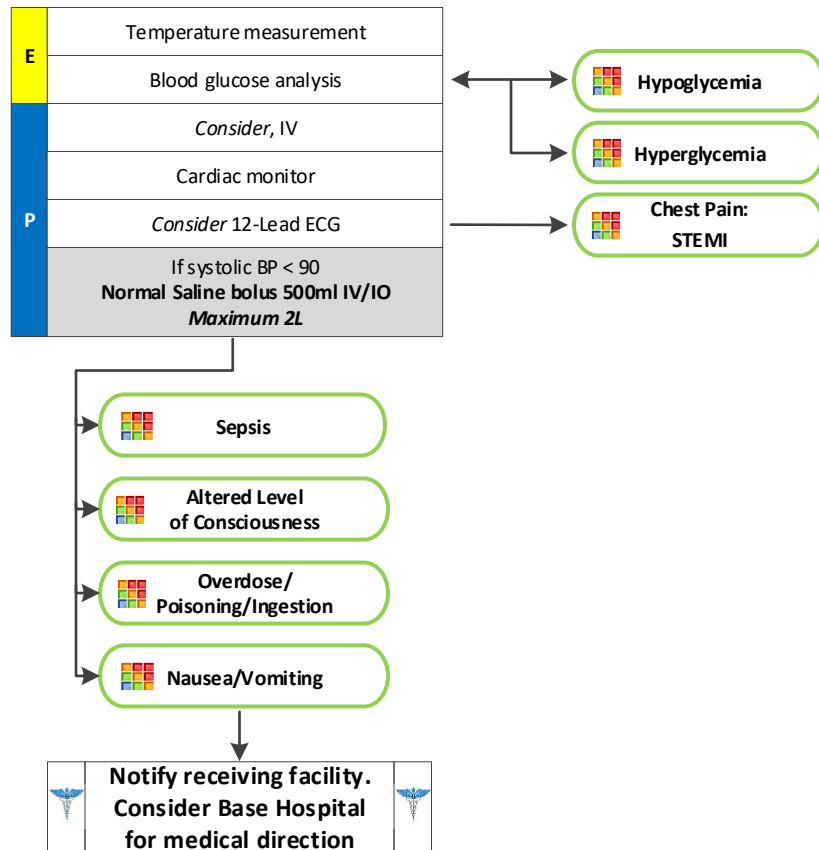 E
Temperature measurement
Blood glucose analysis
Hypoglycemia
Hyperglycemia
P
Consider, IV
Cardiac monitor
Consider 12-Lead ECG
Chest Pain:
STEMI
If systolic BP < 90
Normal Saline bolus 500ml IV/IO
Maximum 2L
Sepsis
Altered Level
of Consciousness
Overdose/
Poisoning/Ingestion
Nausea/Vomiting
Notify receiving facility.
Consider Base Hospital
for medical direction